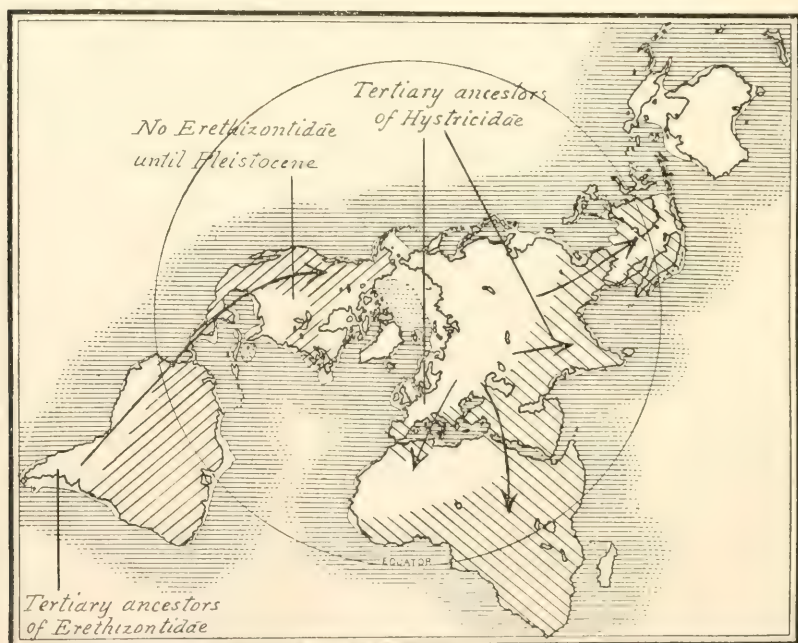 Tertiary ancestors
of Hystricidae
No Erethizontidae
until Pleistocene
EQUATOR
Tertiary ancestors
of Erethizontidae